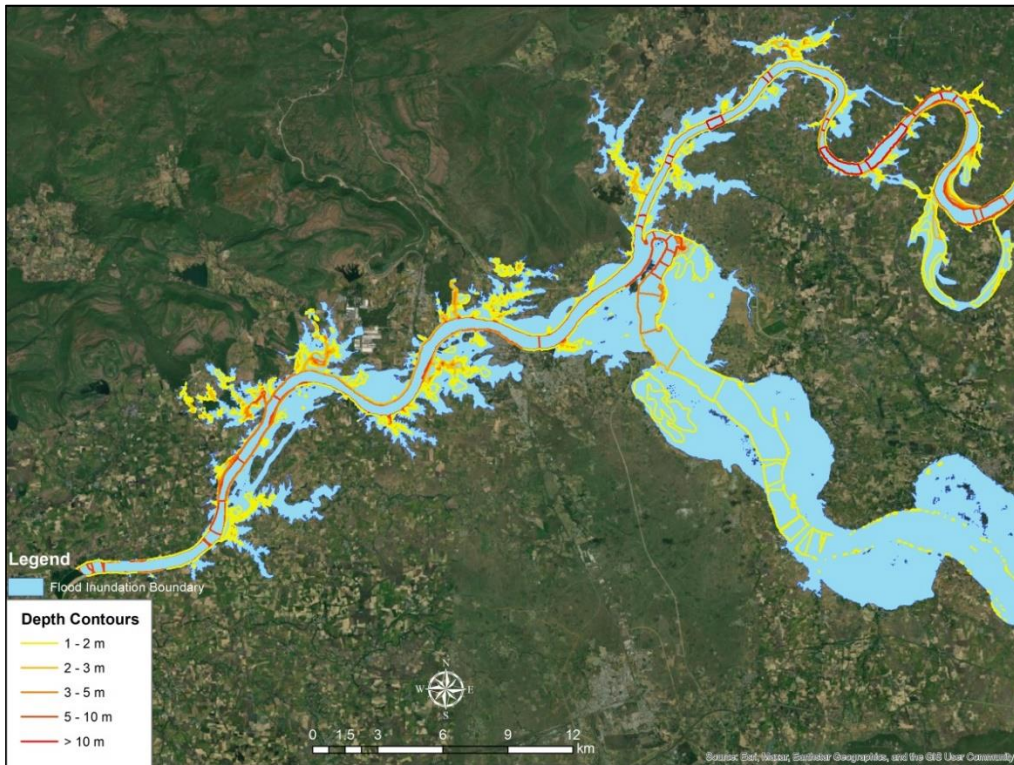 Legend
Flood Inundation Boundary
Depth Contours
1 - 2 m
2 - 3 m
3 - 5 m
5 - 10 m
> 10 m
N
W E
S
0 1.5 3 6 9 12
km
Source: Esri, Maxar, Earthstar Geographics, and the GIS User Community